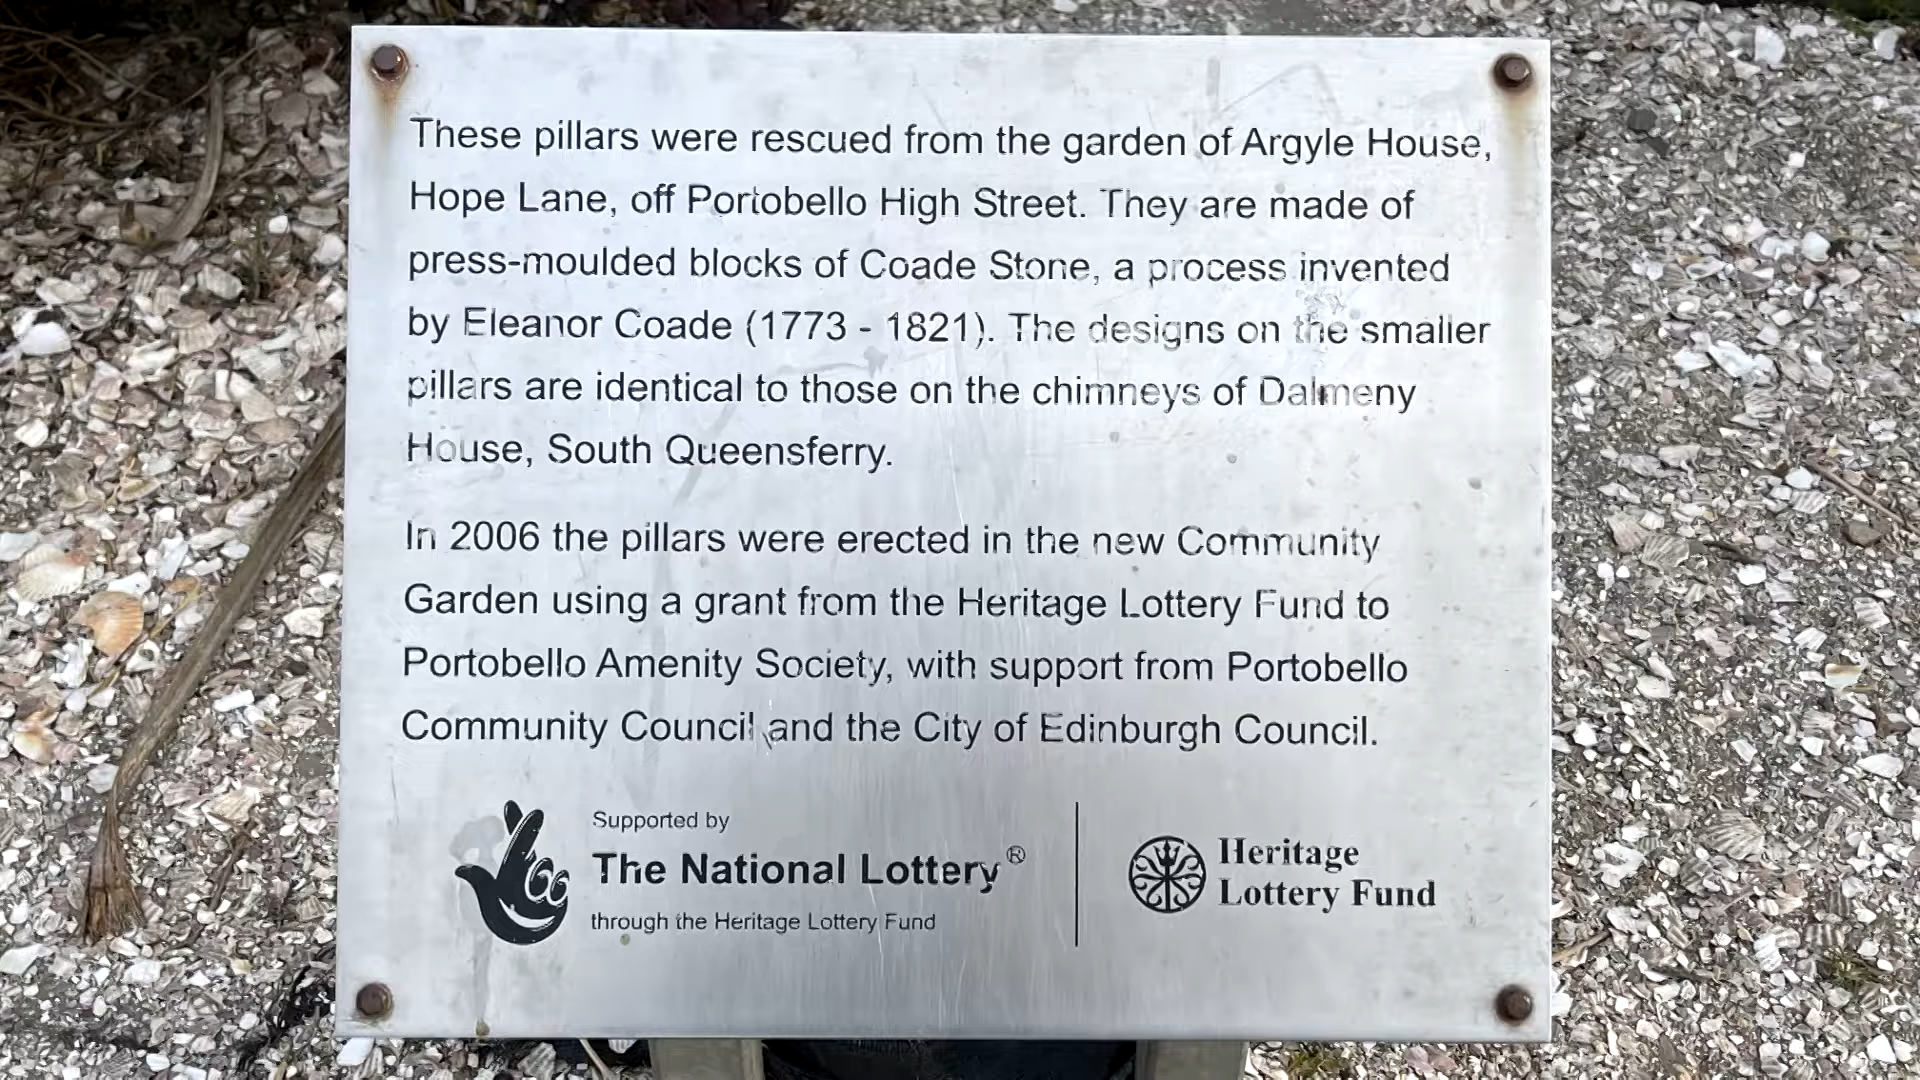 These pillars were rescued from the garden of Argyle House,
Hope Lane, off Portobello High Street. They are made of
press-moulded blocks of Coade Stone, a process invented
by Eleanor Coade (1773 - 1821). The designs on the smaller
pillars are identical to those on the chimneys of Dalmeny
House, South Queensferry.
In 2006 the pillars were erected in the new Community
Garden using a grant from the Heritage Lottery Fund to
Portobello Amenity Society, with support from Portobello
Community Council and the City of Edinburgh Council.
Supported by
The National Lottery®
through the Heritage Lottery Fund
Heritage
Lottery Fund